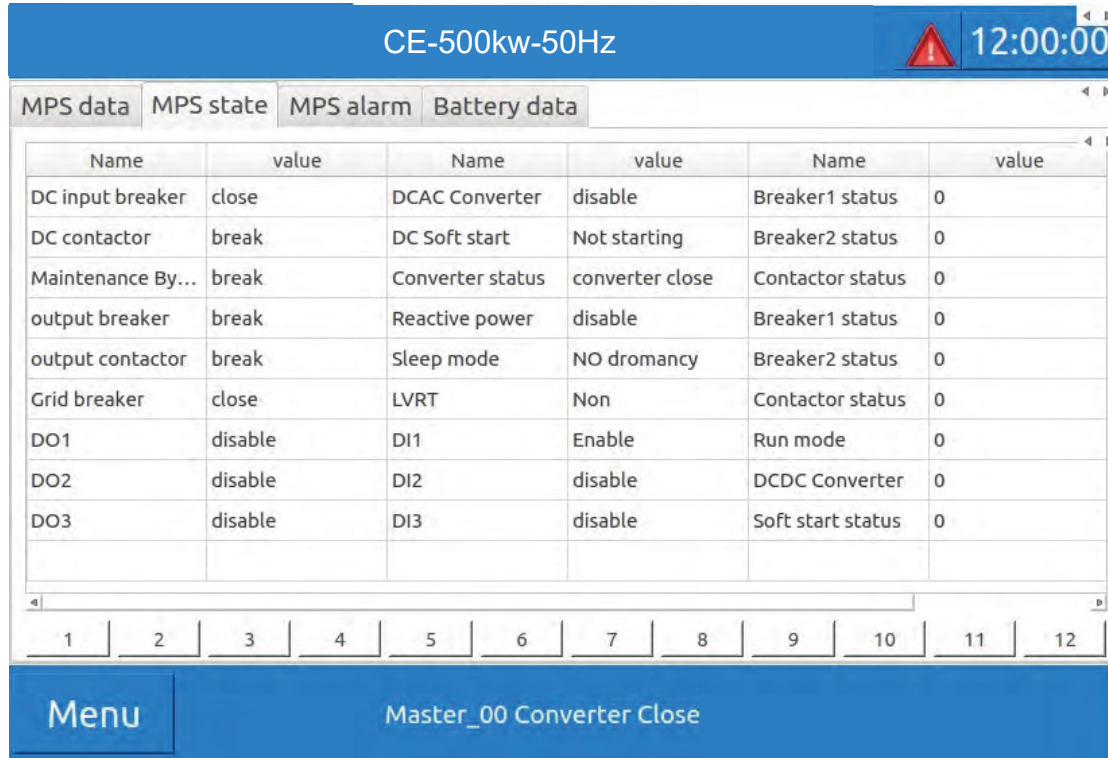 CE-500kw-50Hz
12:00:00
MPS data MPS state MPS alarm Battery data
Name value Name value Name value
DC input breaker close DCAC Converter disable Breaker1 status 0
DC contactor break DC Soft start Not starting Breaker2 status 0
Maintenance By... break Converter status converter close Contactor status 0
output breaker break Reactive power disable Breaker1 status 0
output contactor break Sleep mode NO dromancy Breaker2 status 0
Grid breaker close LVRT Non Contactor status 0
DO1 disable DI1 Enable Run mode 0
DO2 disable DI2 disable DCDC Converter 0
DO3 disable DI3 disable Soft start status 0
1 2 3 4 5 6 7 8 9 10 11 12
Menu Master_00 Converter Close